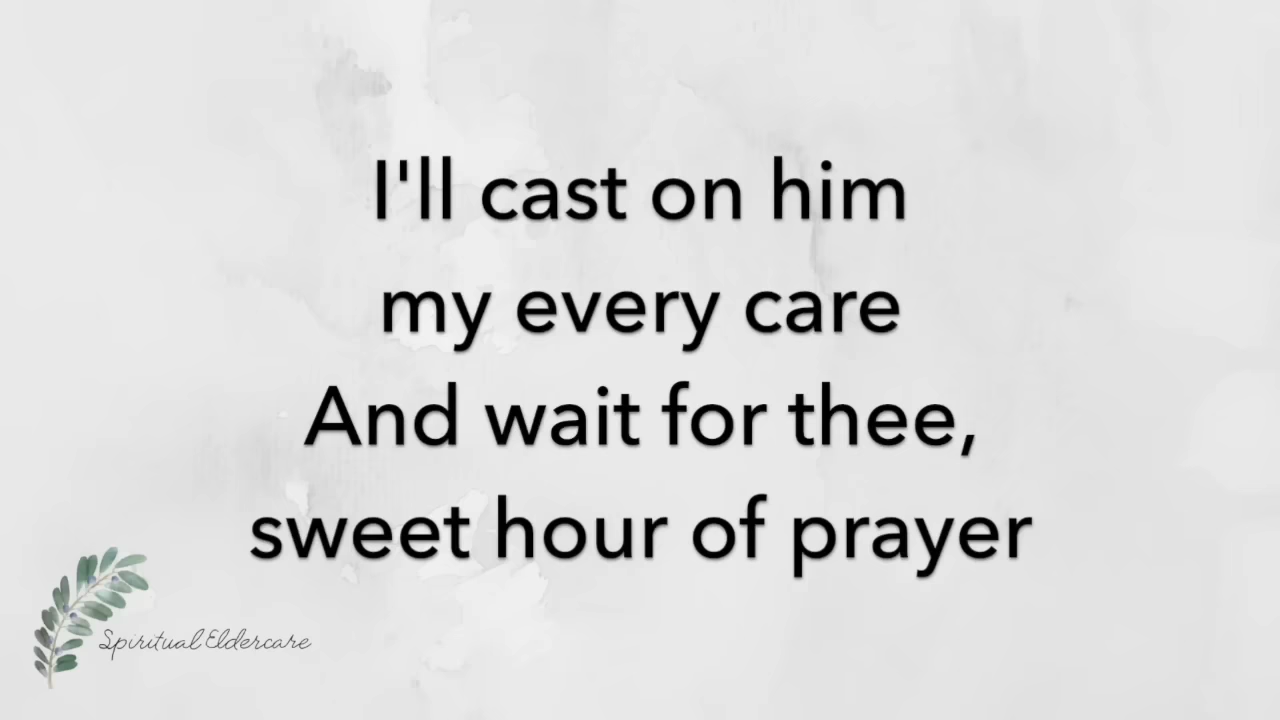 I'll cast on him
my every care
And wait for thee,
sweet hour of prayer
Spiritual Eldercare